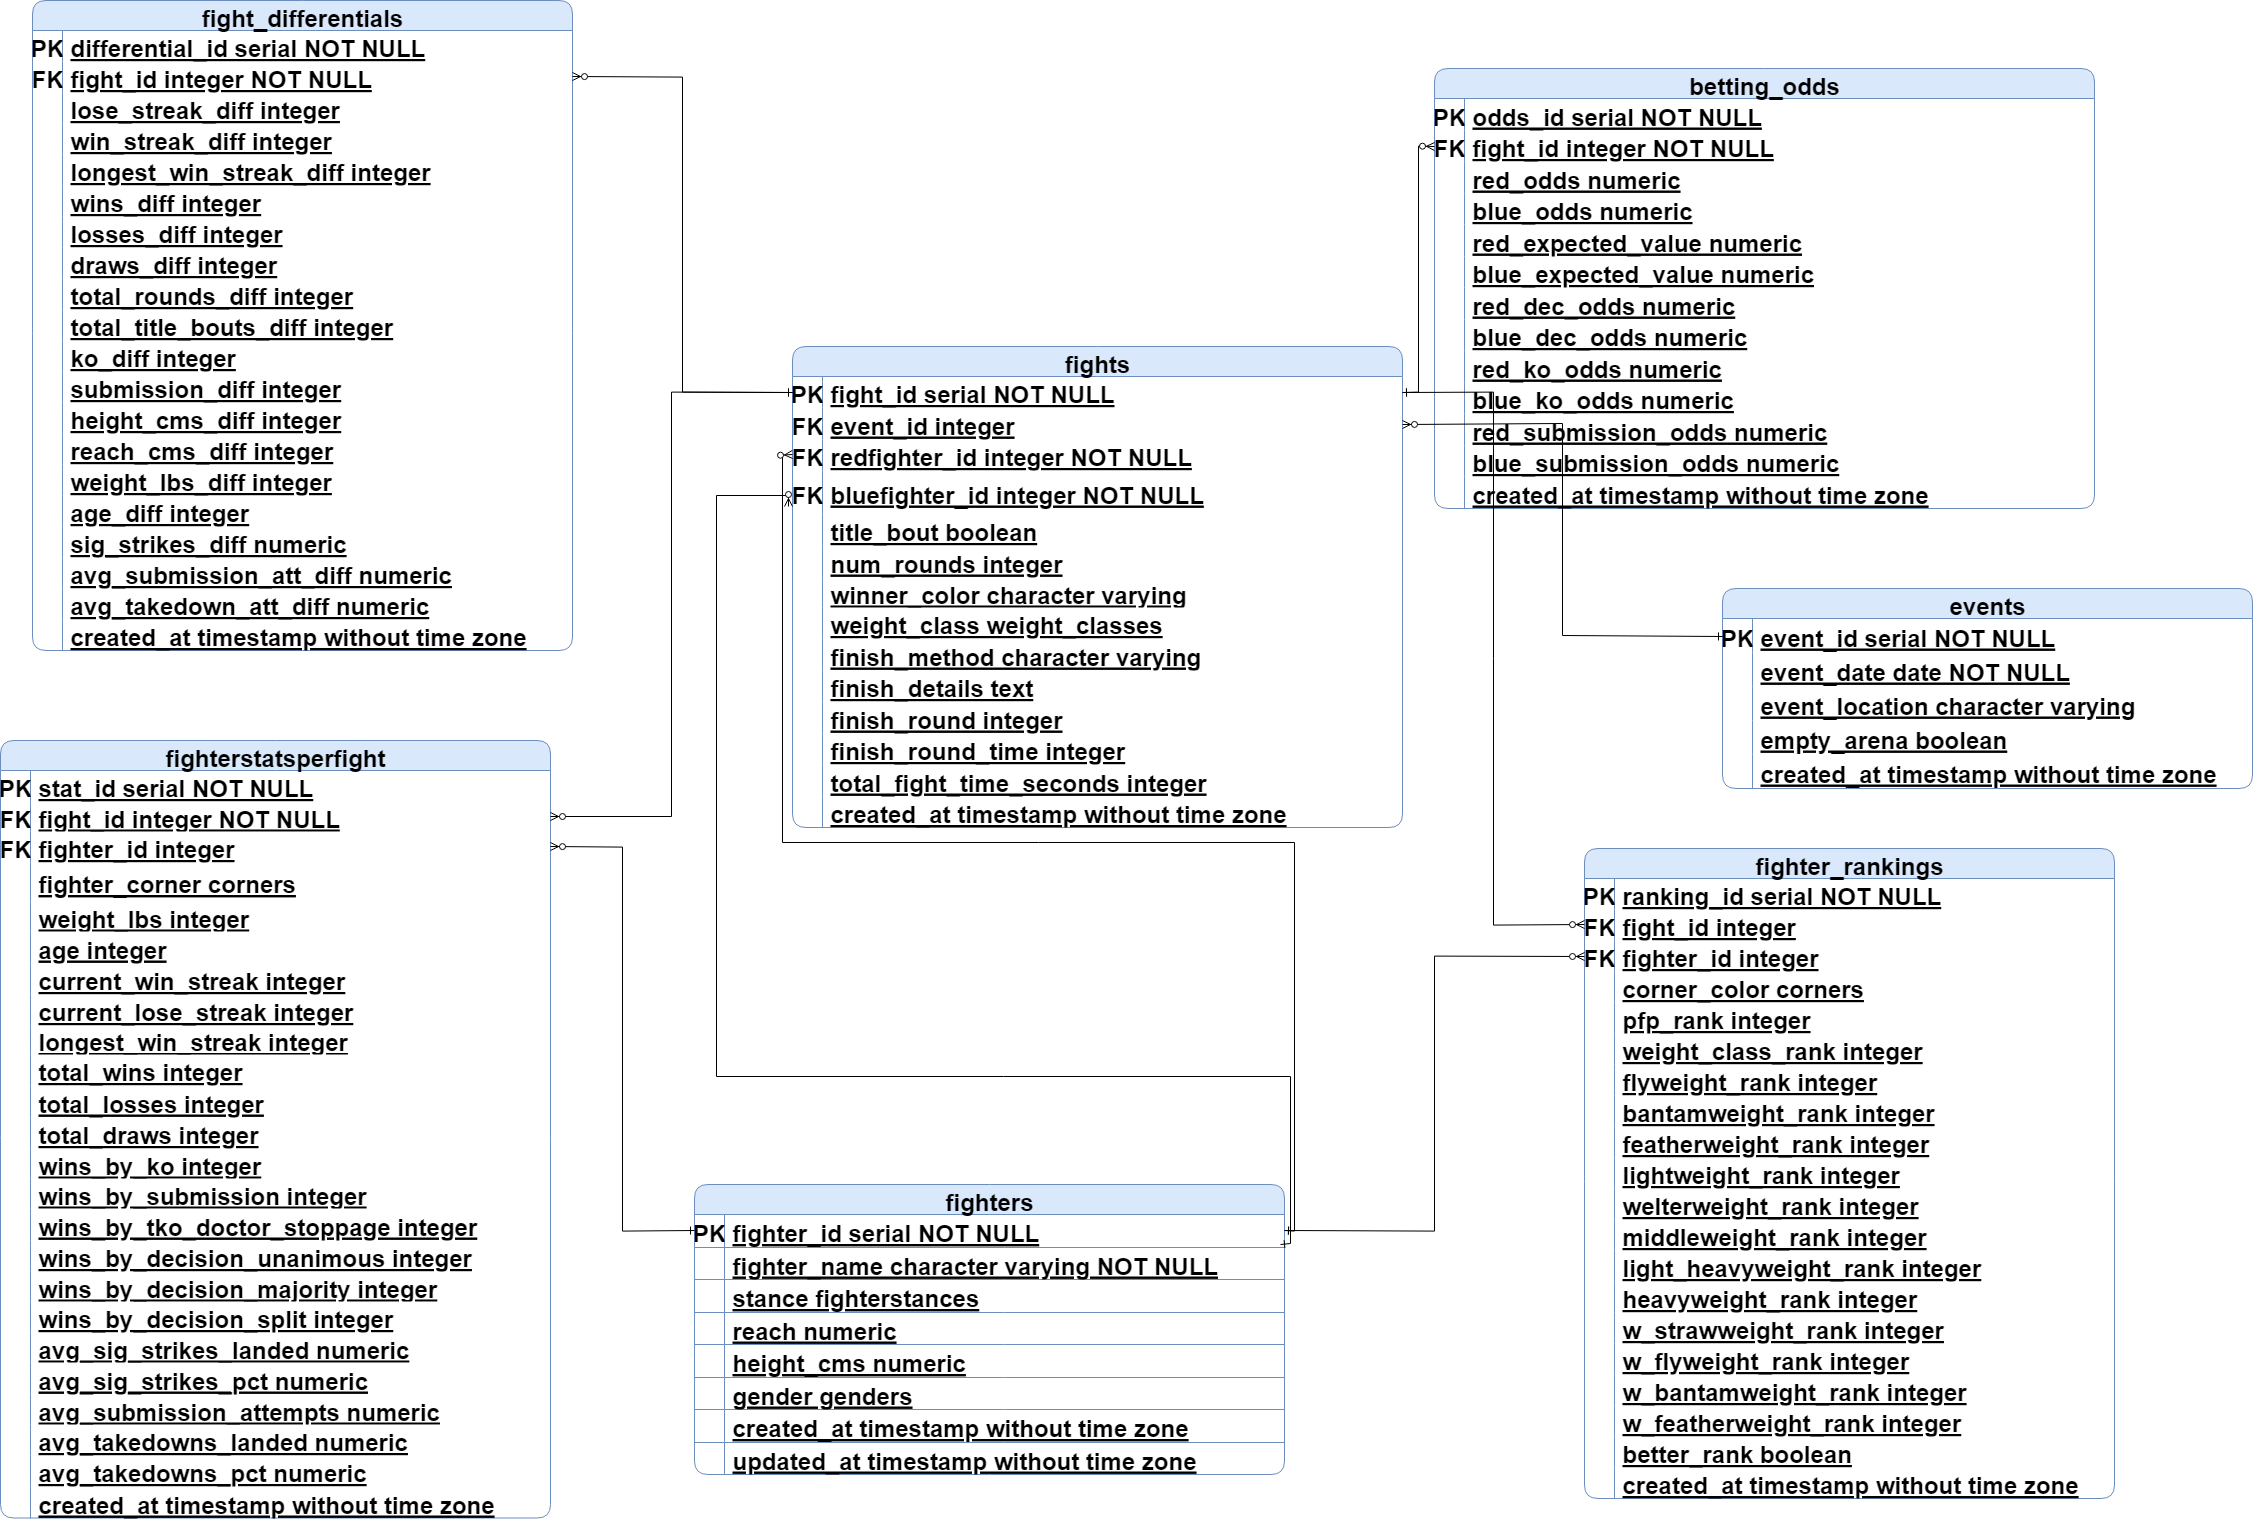 fight_differentials
PK differential_id serial NOT NULL
FK fight_id integer NOT NULL
lose_streak_diff integer
win_streak_diff integer
longest_win_streak_diff integer
wins_diff integer
losses_diff integer
draws_diff integer
total_rounds_diff integer
total_title_bouts_diff integer
ko_diff integer
submission_diff integer
height_cms_diff integer
reach_cms_diff integer
weight_lbs_diff integer
age_diff integer
sig_strikes_diff numeric
avg_submission_att_diff numeric
avg_takedown_att_diff numeric
created_at timestamp without time zone
betting_odds
PK odds_id serial NOT NULL
FK fight_id integer NOT NULL
red_odds numeric
blue_odds numeric
red_expected_value numeric
blue_expected_value numeric
red_dec_odds numeric
blue_dec_odds numeric
red_ko_odds numeric
blue_ko_odds numeric
red_submission_odds numeric
blue_submission_odds numeric
created_at timestamp without time zone
fights
PK fight_id serial NOT NULL
FK event_id integer
FK redfighter_id integer NOT NULL
FK bluefighter_id integer NOT NULL
title_bout boolean
num_rounds integer
winner_color character varying
weight_class weight_classes
finish_method character varying
finish_details text
finish_round integer
finish_round_time integer
total_fight_time_seconds integer
created_at timestamp without time zone
events
PK event_id serial NOT NULL
event_date date NOT NULL
event_location character varying
empty_arena boolean
created_at timestamp without time zone
fighterstatsperfight
PK stat_id serial NOT NULL
FK fight_id integer NOT NULL
FK fighter_id integer
fighter_corner corners
weight_lbs integer
age integer
current_win_streak integer
current_lose_streak integer
longest_win_streak integer
total_wins integer
total_losses integer
total_draws integer
wins_by_ko integer
wins_by_submission integer
wins_by_tko_doctor_stoppage integer
wins_by_decision_unanimous integer
wins_by_decision_majority integer
wins_by_decision_split integer
avg_sig_strikes_landed numeric
avg_sig_strikes_pct numeric
avg_submission_attempts numeric
avg_takedowns_landed numeric
avg_takedowns_pct numeric
created_at timestamp without time zone
fighters
PK fighter_id serial NOT NULL
fighter_name character varying NOT NULL
stance fighterstances
reach numeric
height_cms numeric
gender genders
created_at timestamp without time zone
updated_at timestamp without time zone
fighter_rankings
PK ranking_id serial NOT NULL
FK fight_id integer
FK fighter_id integer
corner_color corners
pfp_rank integer
weight_class_rank integer
flyweight_rank integer
bantamweight_rank integer
featherweight_rank integer
lightweight_rank integer
welterweight_rank integer
middleweight_rank integer
light_heavyweight_rank integer
heavyweight_rank integer
w_strawweight_rank integer
w_flyweight_rank integer
w_bantamweight_rank integer
w_featherweight_rank integer
better_rank boolean
created_at timestamp without time zone